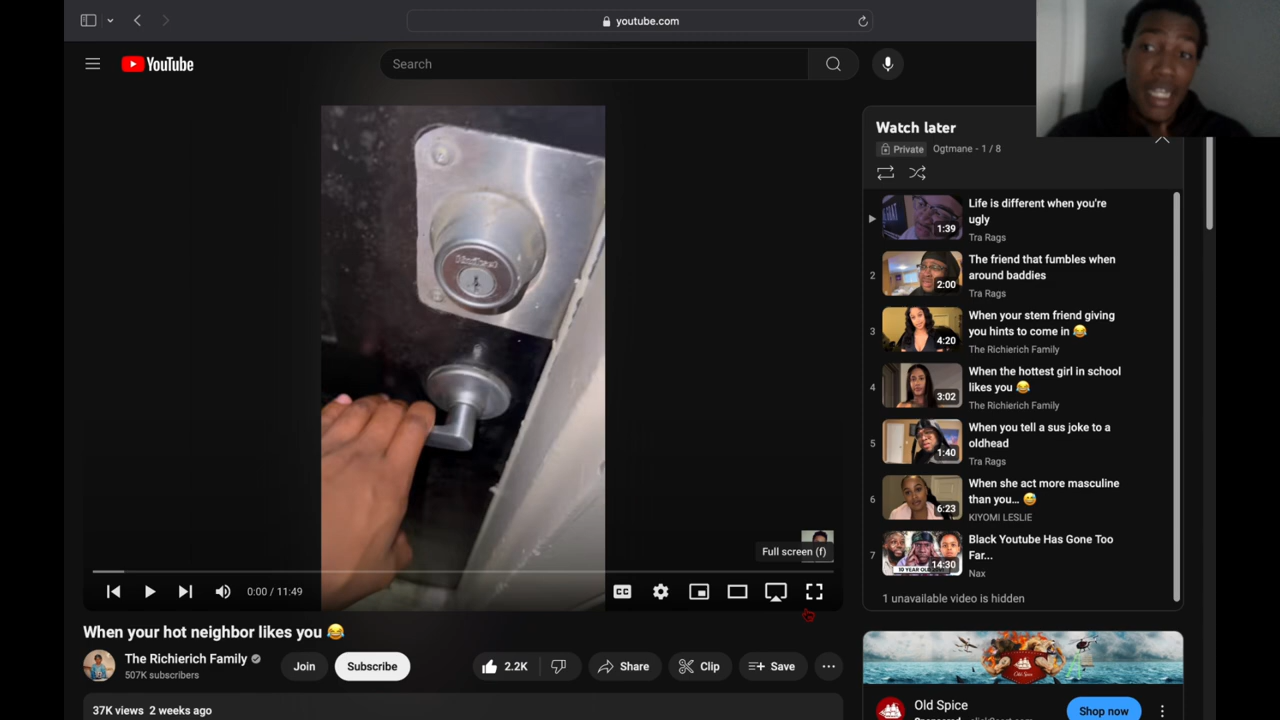 youtube.com
YouTube
Search
Watch later
Private Ogtmane - 1 / 8
Life is different when you're
ugly
Tra Rags
1:39
2
The friend that fumbles when
around baddies
Tra Rags
2:00
3
When your stem friend giving
you hints to come in 😂
The Richierich Family
4:20
4
When the hottest girl in school
likes you 😂
The Richierich Family
3:02
5
When you tell a sus joke to a
oldhead
Tra Rags
1:40
6
When she act more masculine
than you... 😅
KIYOMI LESLIE
6:23
7
Black Youtube Has Gone Too
Far...
Nax
14:30
1 unavailable video is hidden
Full screen (f)
0:00 / 11:49
CC
When your hot neighbor likes you 😂
The Richierich Family
507K subscribers
Join
Subscribe
2.2K
Share
Clip
Save
37K views 2 weeks ago
Old Spice
Old Spice
Shop now